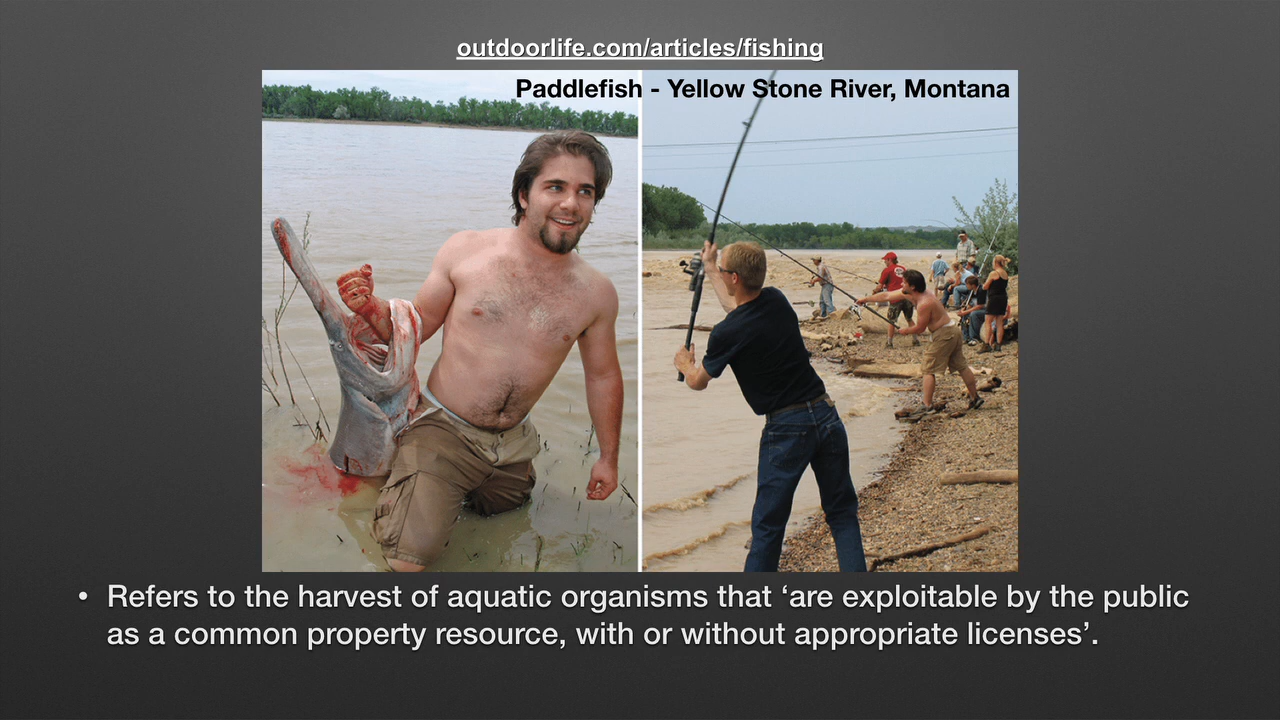 outdoorlife.com/articles/fishing
Paddlefish - Yellow Stone River, Montana
• Refers to the harvest of aquatic organisms that ‘are exploitable by the public
as a common property resource, with or without appropriate licenses’.